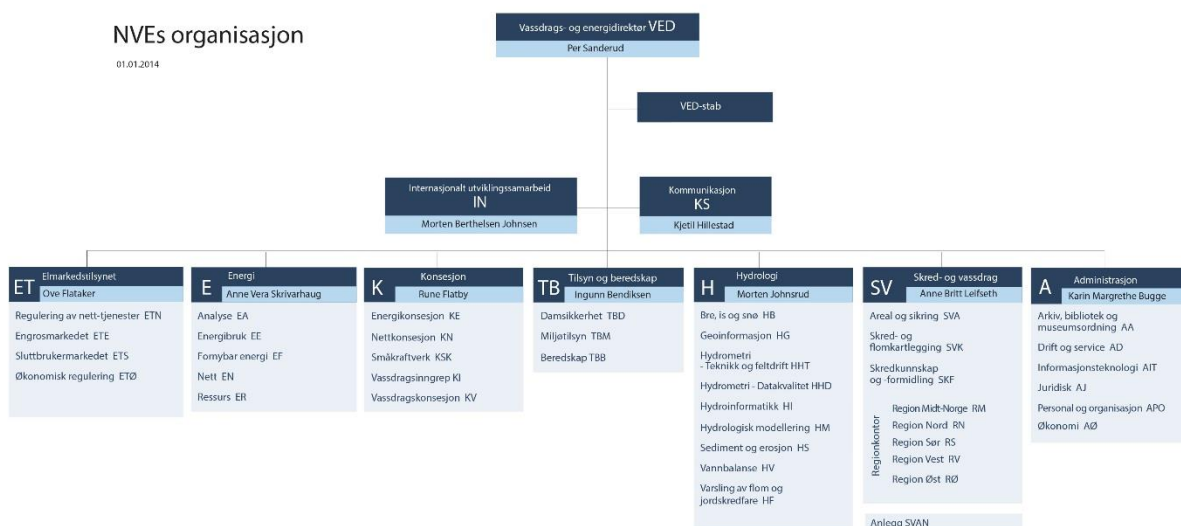 NVEs organisasjon
01.01.2014
Vassdrags- og energidirektør VED
Per Sanderud
VED-stab
Internasjonalt utviklingssamarbeid
IN
Morten Berthelsen Johnsen
Kommunikasjon
KS
Kjetil Hillestad
ET
Elmarkedstilsynet
Ove Flataker
Regulering av nett-tjenester ETN
Engrosmarkedet ETE
Sluttbrukermarkedet ETS
Økonomisk regulering ETØ
E
Energi
Anne Vera Skrivarhaug
Analyse EA
Energibruk EE
Fornybar energi EF
Nett EN
Ressurs ER
K
Konsesjon
Rune Flatby
Energikonsesjon KE
Nettkonsesjon KN
Småkraftverk KSK
Vassdragsinngrep KI
Vassdragskonsesjon KV
TB
Tilsyn og beredskap
Ingunn Bendiksen
Damsikkerhet TBD
Miljøtilsyn TBM
Beredskap TBB
H
Hydrologi
Morten Johnsrud
Bre, is og snø HB
Geoinformasjon HG
Hydrometri
- Teknikk og feltdrift HHT
Hydrometri - Datakvalitet HHD
Hydroinformatikk HI
Hydrologisk modellering HM
Sediment og erosjon HS
Vannbalanse HV
Varsling av flom og
jordskredfare HF
SV
Skred- og vassdrag
Anne Britt Leifseth
Areal og sikring SVA
Skred- og
flomkartlegging SVK
Skredkunnskap
og -formidling SKF
Regionkontor
Region Midt-Norge RM
Region Nord RN
Region Sør RS
Region Vest RV
Region Øst RØ
Anlegg SVAN
A
Administrasjon
Karin Margrethe Bugge
Arkiv, bibliotek og
museumsordning AA
Drift og service AD
Informasjonsteknologi AIT
Juridisk AJ
Personal og organisasjon APO
Økonomi AØ